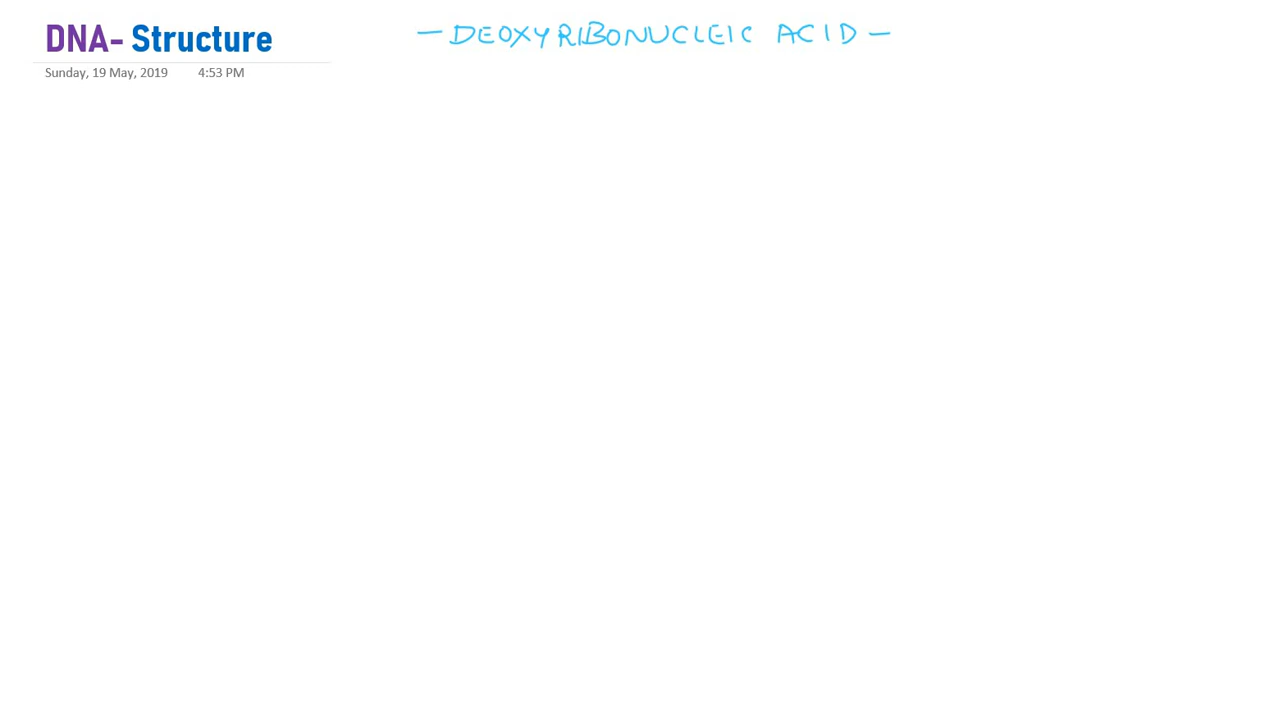 DNA- Structure
— DEOXYRIBONUCLEIC ACID —
Sunday, 19 May, 2019 4:53 PM